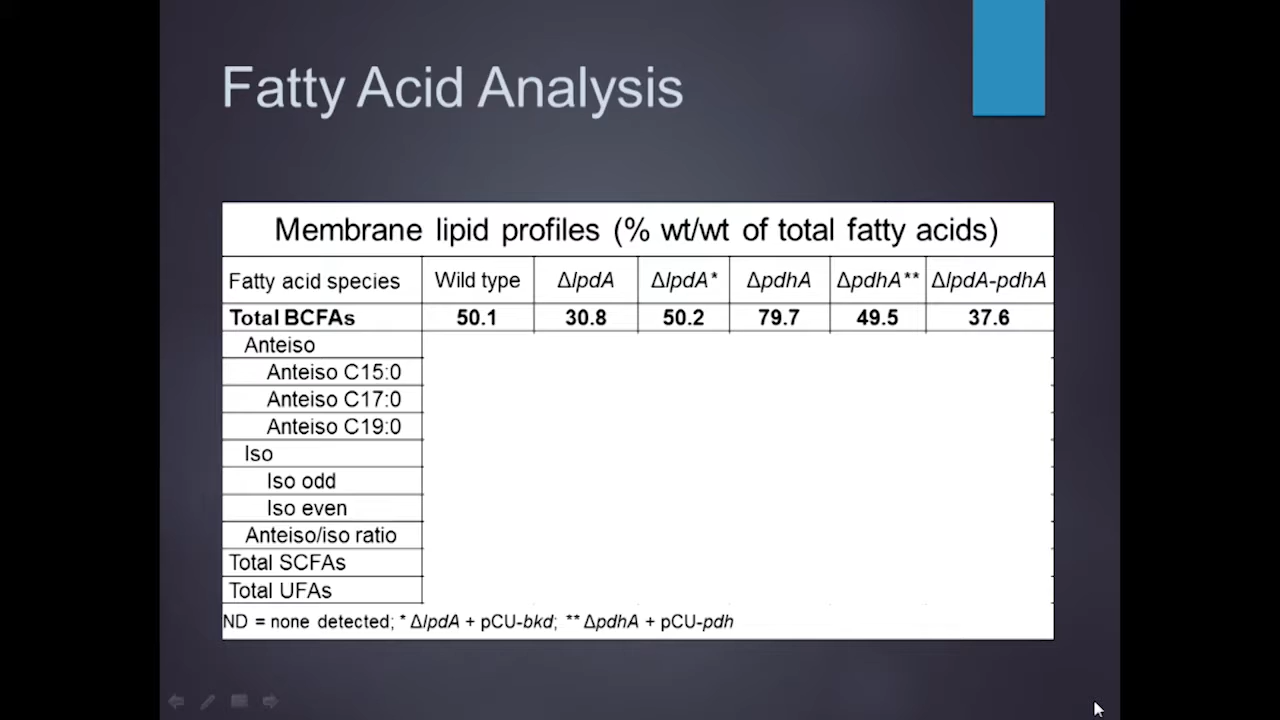 Fatty Acid Analysis
Membrane lipid profiles (% wt/wt of total fatty acids)
Fatty acid species Wild type ΔlpdA ΔlpdA* ΔpdhA ΔpdhA** ΔlpdA-pdhA
Total BCFAs 50.1 30.8 50.2 79.7 49.5 37.6
Anteiso
Anteiso C15:0
Anteiso C17:0
Anteiso C19:0
Iso
Iso odd
Iso even
Anteiso/iso ratio
Total SCFAs
Total UFAs
ND = none detected; * ΔlpdA + pCU-bkd; ** ΔpdhA + pCU-pdh